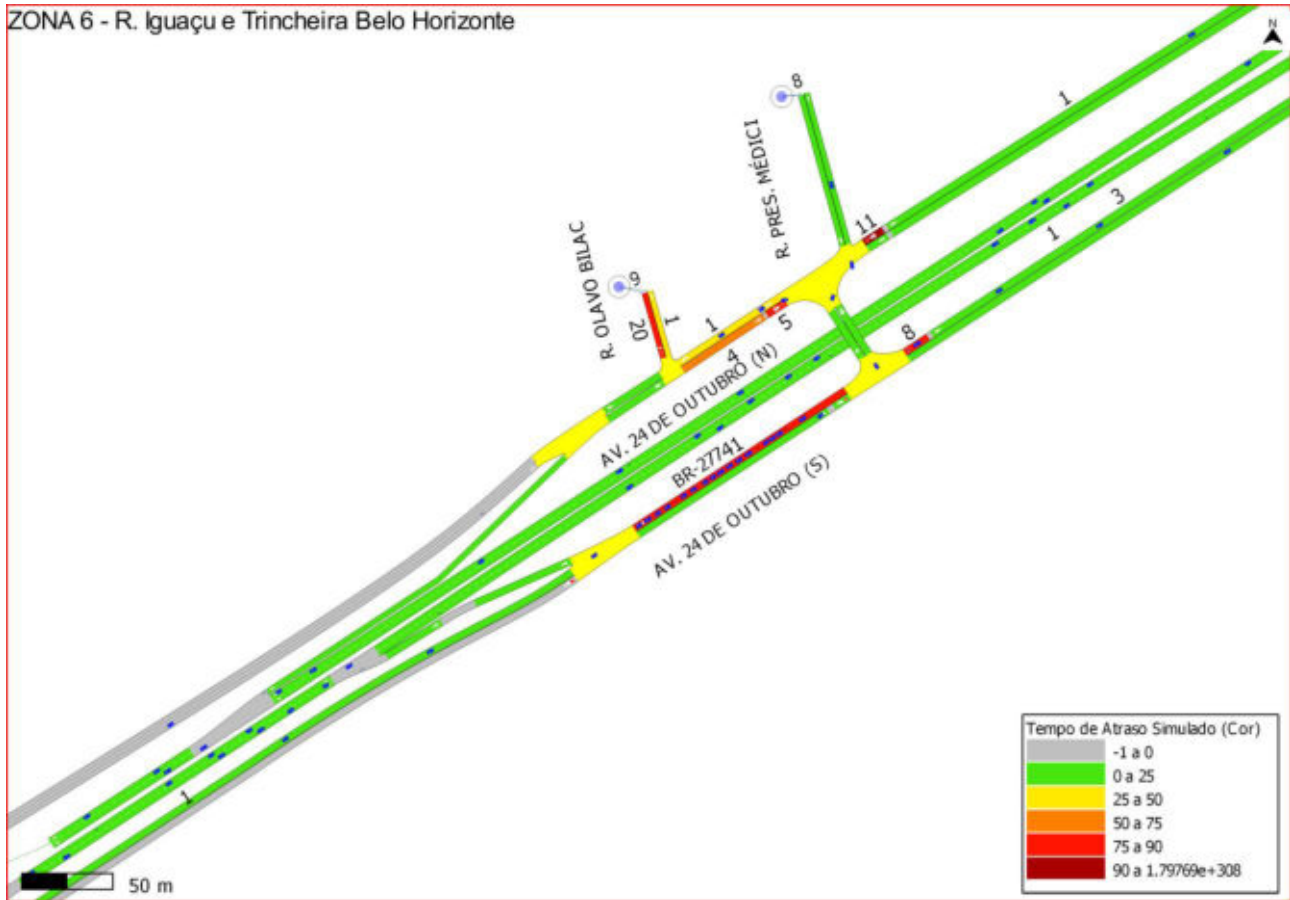 ZONA 6 - R. Iguaçu e Trincheira Belo Horizonte
N
8
1
R. PRES. MÉDICI
11
3
1
R. OLAVO BILAC
9
20
1
1
5
4
8
AV. 24 DE OUTUBRO (N)
BR-27741
AV. 24 DE OUTUBRO (S)
1
50 m
Tempo de Atraso Simulado (Cor)
-1 a 0
0 a 25
25 a 50
50 a 75
75 a 90
90 a 1.79769e+308